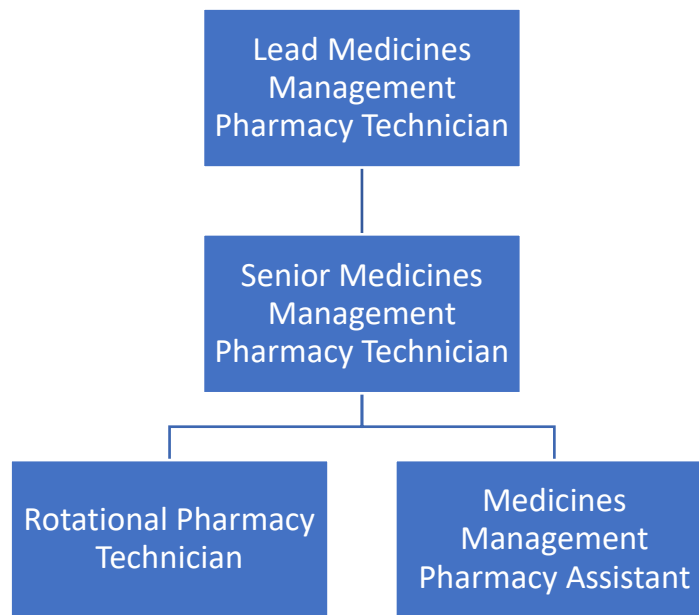 Lead Medicines
Management
Pharmacy Technician
Senior Medicines
Management
Pharmacy Technician
Rotational Pharmacy
Technician
Medicines
Management
Pharmacy Assistant